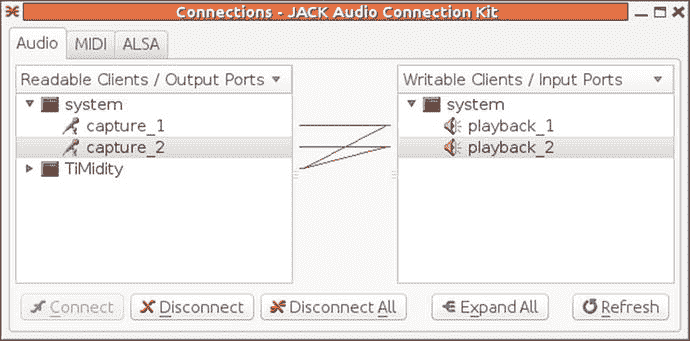 Connections - JACK Audio Connection Kit
Audio MIDI ALSA
Readable Clients / Output Ports Writable Clients / Input Ports
system system
capture_1 playback_1
capture_2 playback_2
TiMidity
Connect Disconnect Disconnect All Expand All Refresh